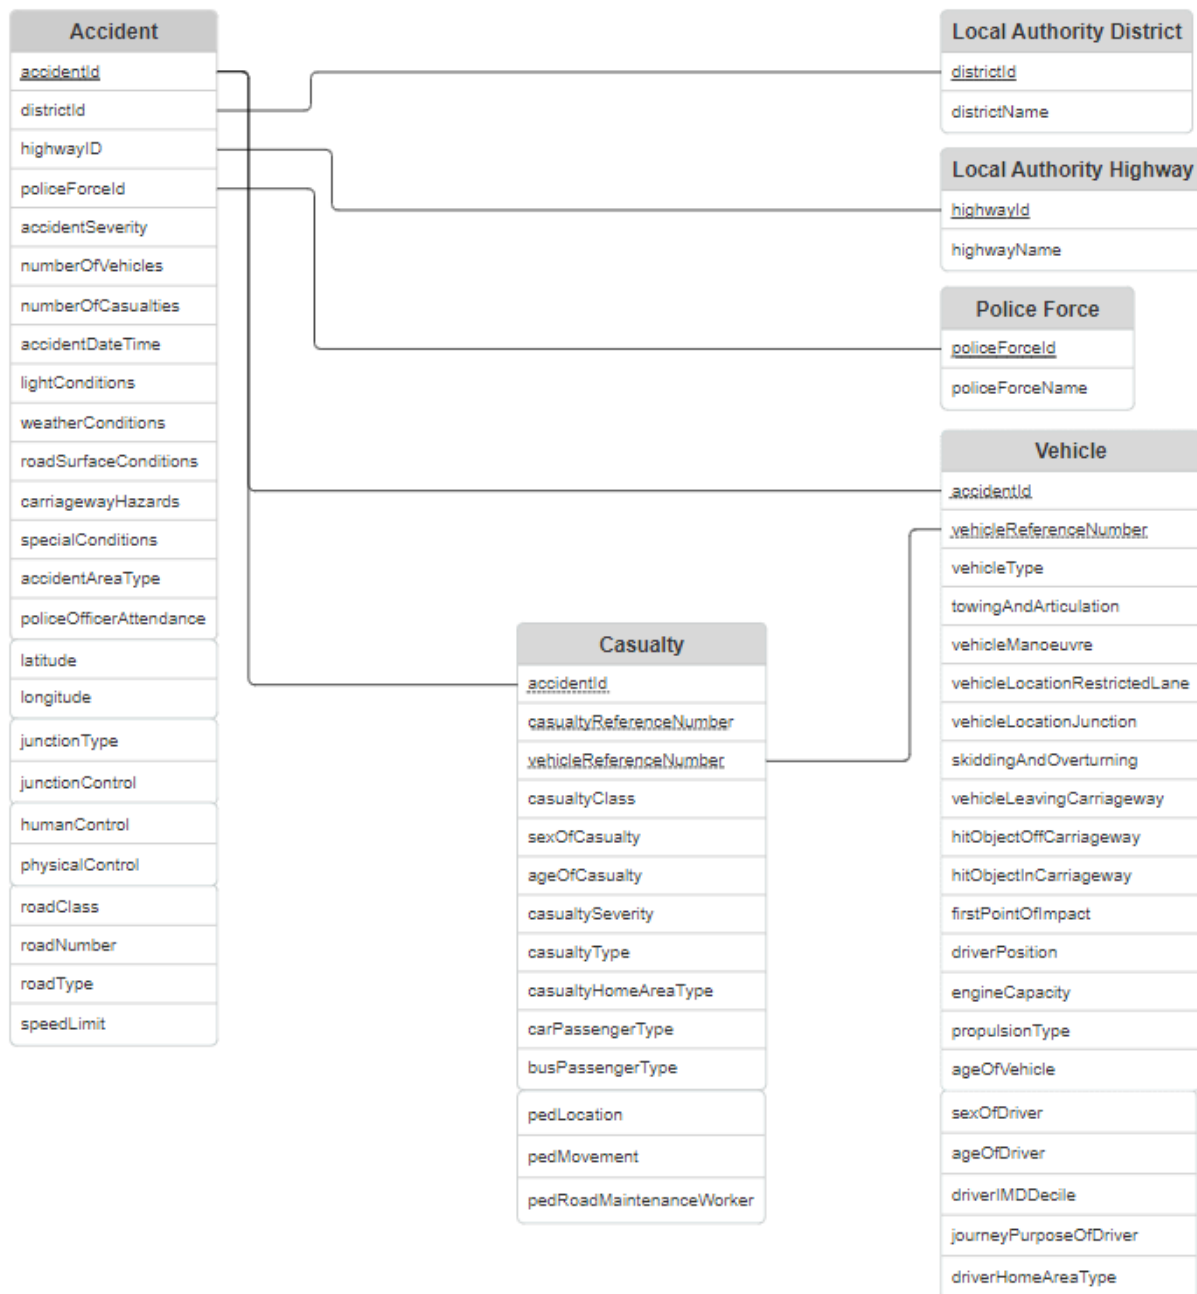 Accident
accidentId
districtId
highwayID
policeForceId
accidentSeverity
numberOfVehicles
numberOfCasualties
accidentDateTime
lightConditions
weatherConditions
roadSurfaceConditions
carriagewayHazards
specialConditions
accidentAreaType
policeOfficerAttendance
latitude
longitude
junctionType
junctionControl
humanControl
physicalControl
roadClass
roadNumber
roadType
speedLimit
Casualty
accidentId
casualtyReferenceNumber
vehicleReferenceNumber
casualtyClass
sexOfCasualty
ageOfCasualty
casualtySeverity
casualtyType
casualtyHomeAreaType
carPassengerType
busPassengerType
pedLocation
pedMovement
pedRoadMaintenanceWorker
Local Authority District
districtId
districtName
Local Authority Highway
highwayId
highwayName
Police Force
policeForceId
policeForceName
Vehicle
accidentId
vehicleReferenceNumber
vehicleType
towingAndArticulation
vehicleManoeuvre
vehicleLocationRestrictedLane
vehicleLocationJunction
skiddingAndOverturning
vehicleLeavingCarriageway
hitObjectOffCarriageway
hitObjectInCarriageway
firstPointOfImpact
driverPosition
engineCapacity
propulsionType
ageOfVehicle
sexOfDriver
ageOfDriver
driverIMDDecile
journeyPurposeOfDriver
driverHomeAreaType